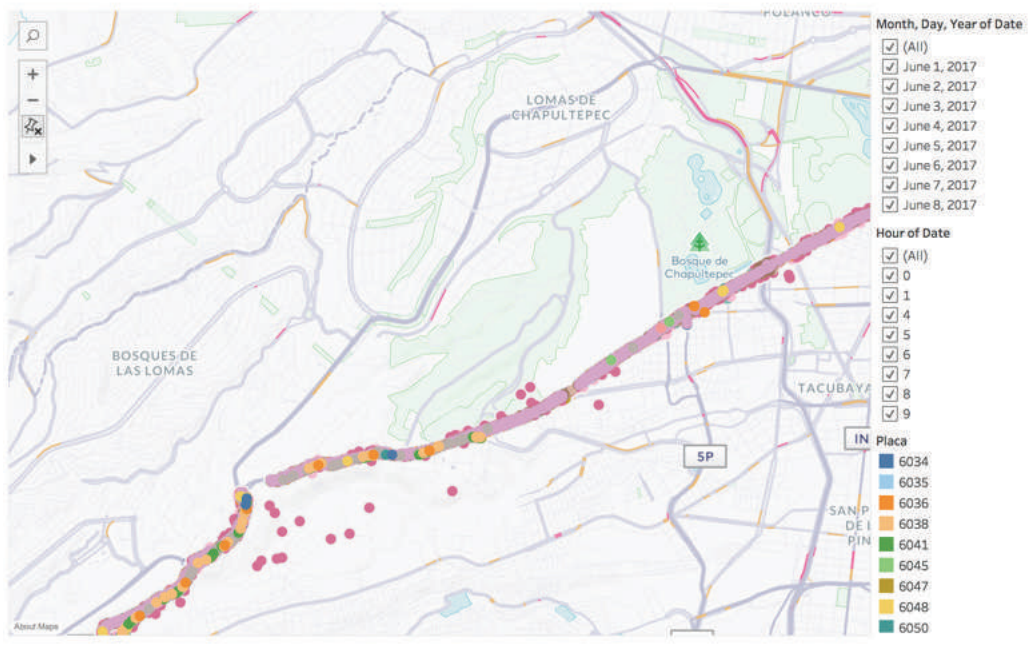 POLANCO
LOMAS DE
CHAPULTEPEC
Bosque de
Chapultepec
BOSQUES DE
LAS LOMAS
TACUBAYA
5P
IN
SAN P
DE L
PIN
About Maps
Month, Day, Year of Date
(All)
June 1, 2017
June 2, 2017
June 3, 2017
June 4, 2017
June 5, 2017
June 6, 2017
June 7, 2017
June 8, 2017
Hour of Date
(All)
0
1
4
5
6
7
8
9
Placa
6034
6035
6036
6038
6041
6045
6047
6048
6050